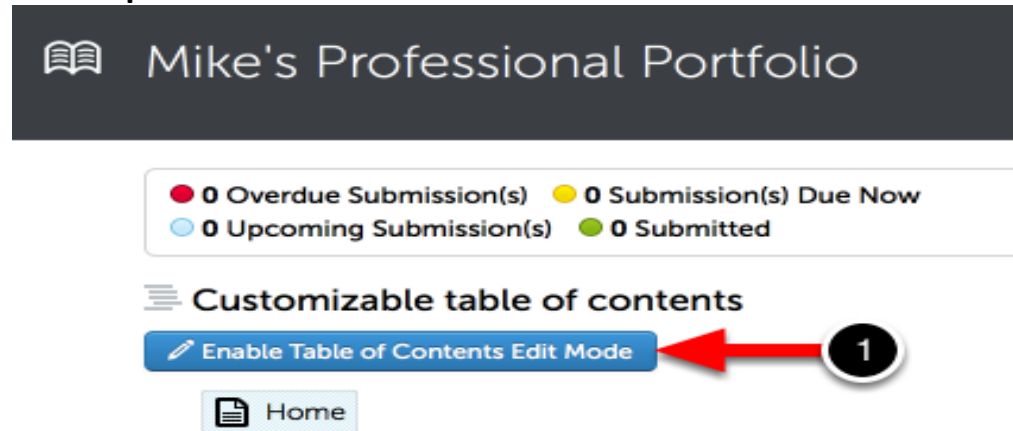 Mike's Professional Portfolio
0 Overdue Submission(s) 0 Submission(s) Due Now
0 Upcoming Submission(s) 0 Submitted
Customizable table of contents
Enable Table of Contents Edit Mode 1
Home